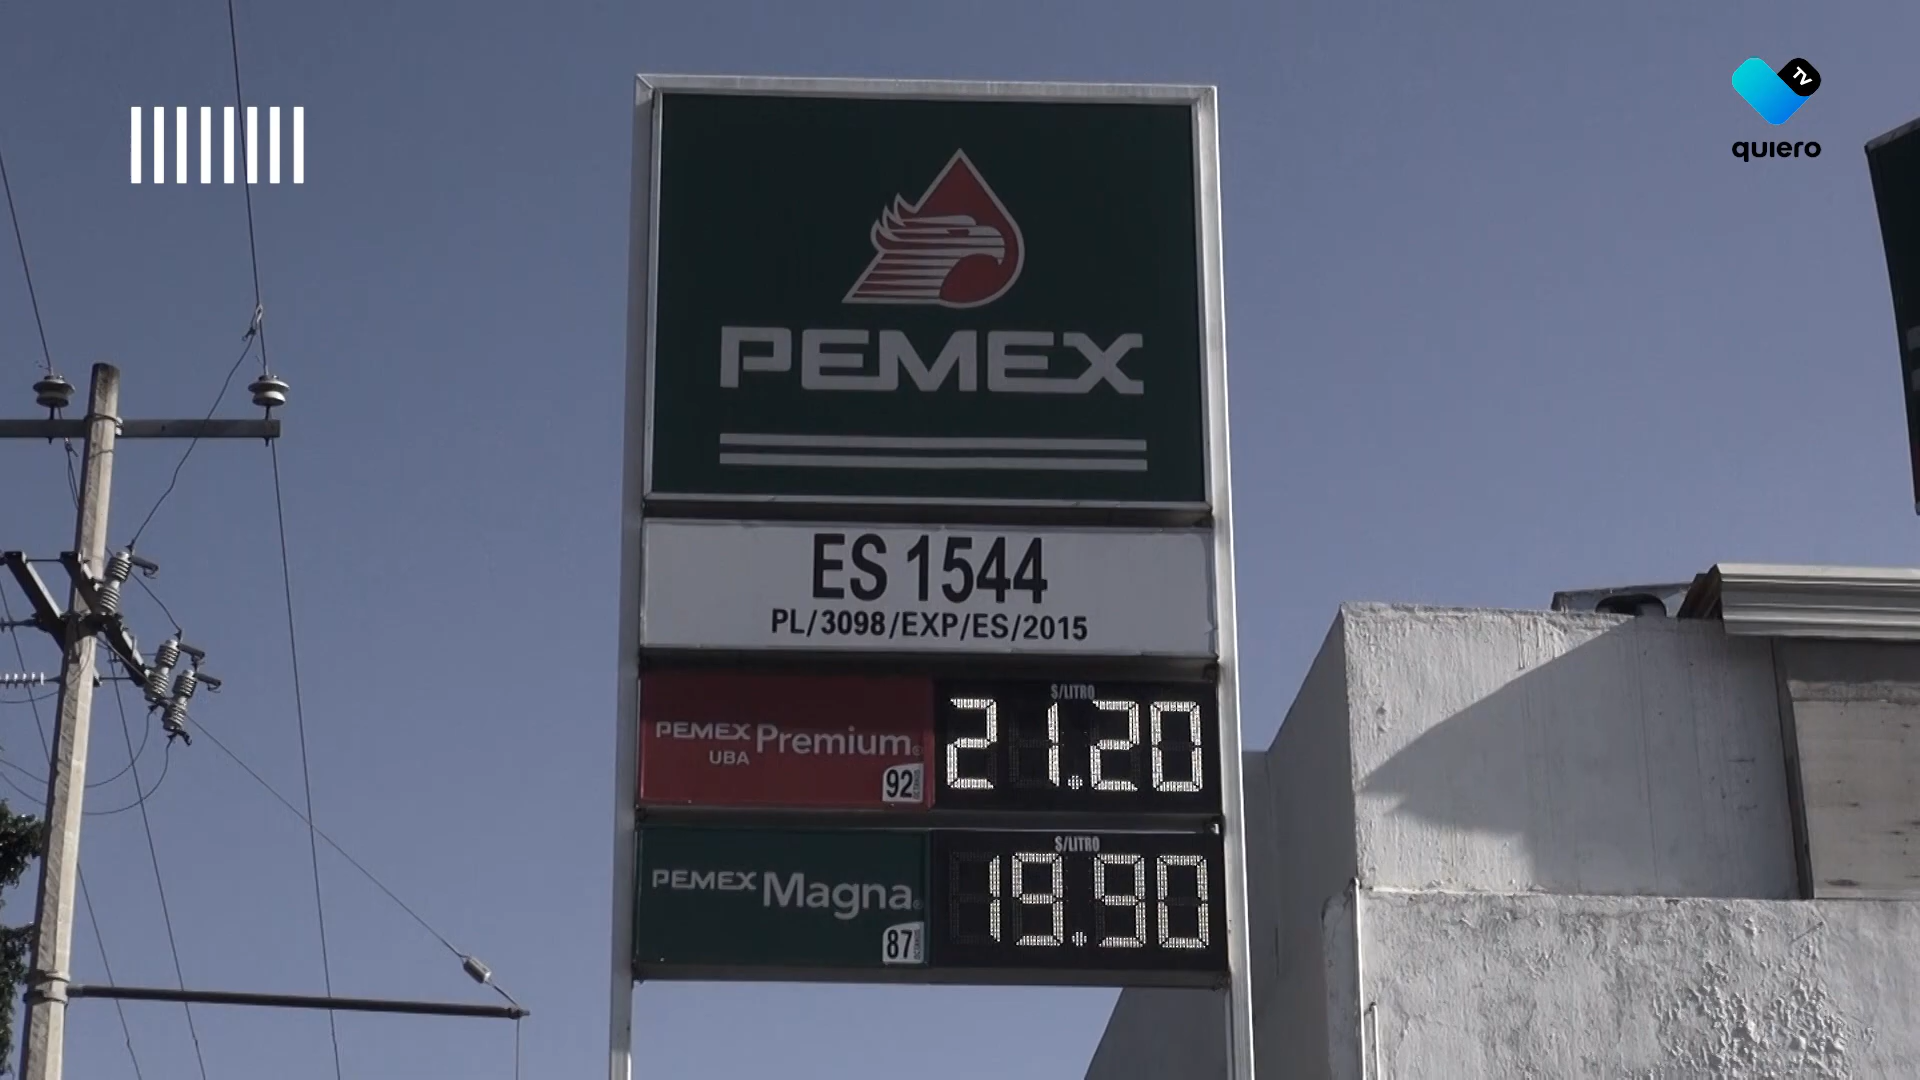 TV
quiero
PEMEX
ES 1544
PL/3098/EXP/ES/2015
$/LITRO
PEMEX Premium
UBA
92
21.20
$/LITRO
PEMEX Magna
87
19.90